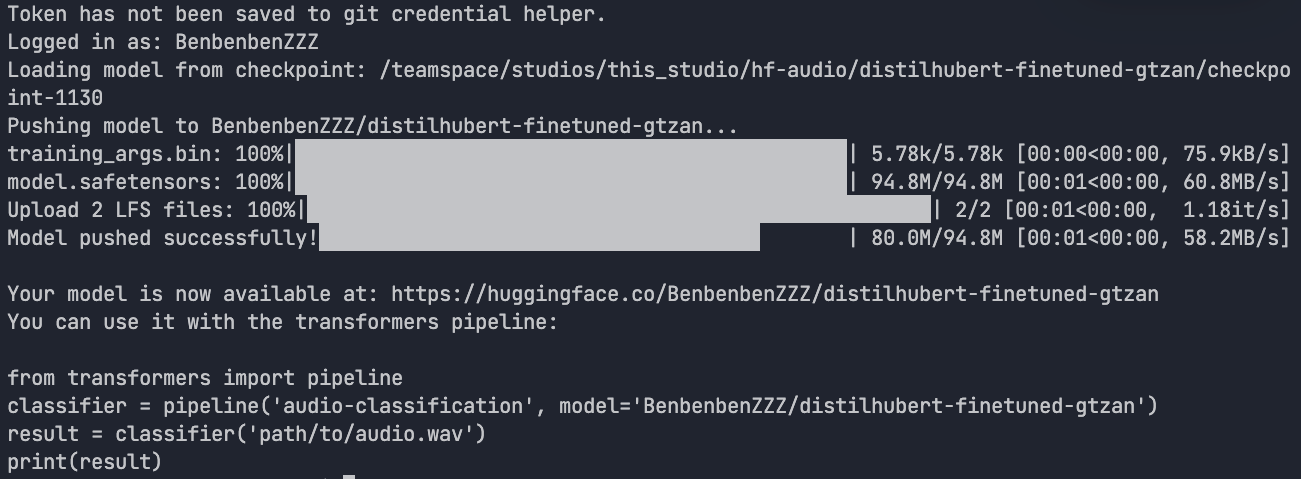 Token has not been saved to git credential helper.
Logged in as: BenbenbenZZZ
Loading model from checkpoint: /teamspace/studios/this_studio/hf-audio/distilhubert-finetuned-gtzan/checkpo
int-1130
Pushing model to BenbenbenZZZ/distilhubert-finetuned-gtzan...
training_args.bin: 100%| | 5.78k/5.78k [00:00<00:00, 75.9kB/s]
model.safetensors: 100%| | 94.8M/94.8M [00:01<00:00, 60.8MB/s]
Upload 2 LFS files: 100%| | 2/2 [00:01<00:00,  1.18it/s]
Model pushed successfully! | 80.0M/94.8M [00:01<00:00, 58.2MB/s]
Your model is now available at: https://huggingface.co/BenbenbenZZZ/distilhubert-finetuned-gtzan
You can use it with the transformers pipeline:
from transformers import pipeline
classifier = pipeline('audio-classification', model='BenbenbenZZZ/distilhubert-finetuned-gtzan')
result = classifier('path/to/audio.wav')
print(result)